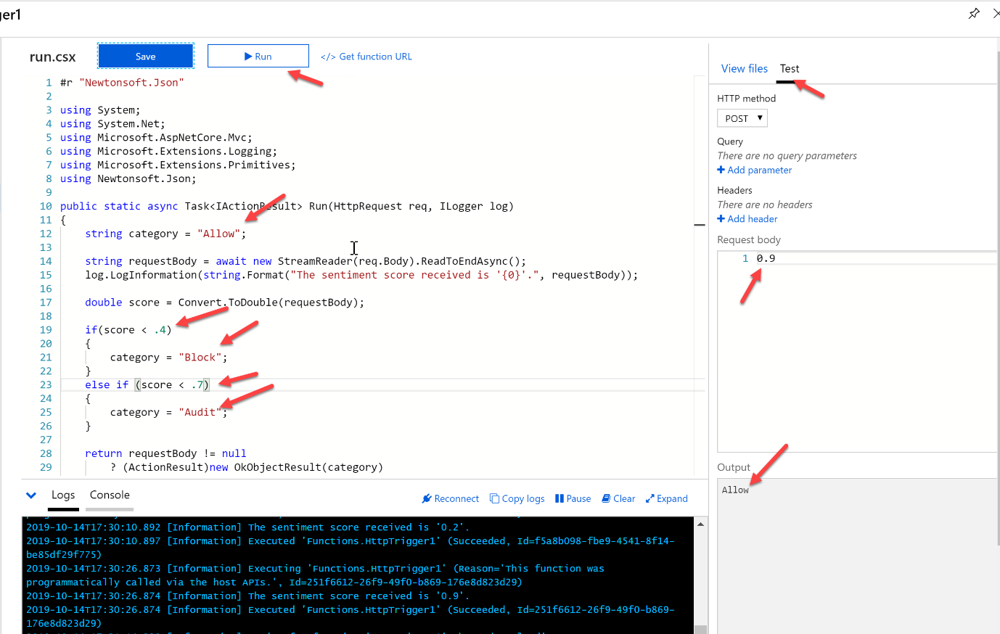 ger1
run.csx
Save
Run
</> Get function URL
1 #r "Newtonsoft.Json"
2
3 using System;
4 using System.Net;
5 using Microsoft.AspNetCore.Mvc;
6 using Microsoft.Extensions.Logging;
7 using Microsoft.Extensions.Primitives;
8 using Newtonsoft.Json;
9
10 public static async Task<IActionResult> Run(HttpRequest req, ILogger log)
11 {
12     string category = "Allow";
13
14     string requestBody = await new StreamReader(req.Body).ReadToEndAsync();
15     log.LogInformation(string.Format("The sentiment score received is '{0}'.", requestBody));
16
17     double score = Convert.ToDouble(requestBody);
18
19     if(score < .4)
20     {
21         category = "Block";
22     }
23     else if (score < .7)
24     {
25         category = "Audit";
26     }
27
28     return requestBody != null
29         ? (ActionResult)new OkObjectResult(category)
Logs
Console
Reconnect
Copy logs
Pause
Clear
Expand
2019-10-14T17:30:10.892 [Information] The sentiment score received is '0.2'.
2019-10-14T17:30:10.897 [Information] Executed 'Functions.HttpTrigger1' (Succeeded, Id=f5a8b098-fbe9-4541-8f14-
be85df29f775)
2019-10-14T17:30:26.873 [Information] Executing 'Functions.HttpTrigger1' (Reason='This function was
programmatically called via the host APIs.', Id=251f6612-26f9-49f0-b869-176e8d823d29)
2019-10-14T17:30:26.874 [Information] The sentiment score received is '0.9'.
2019-10-14T17:30:26.874 [Information] Executed 'Functions.HttpTrigger1' (Succeeded, Id=251f6612-26f9-49f0-b869-
176e8d823d29)
View files
Test
HTTP method
POST
Query
There are no query parameters
Add parameter
Headers
There are no headers
Add header
Request body
1 0.9
Output
Allow